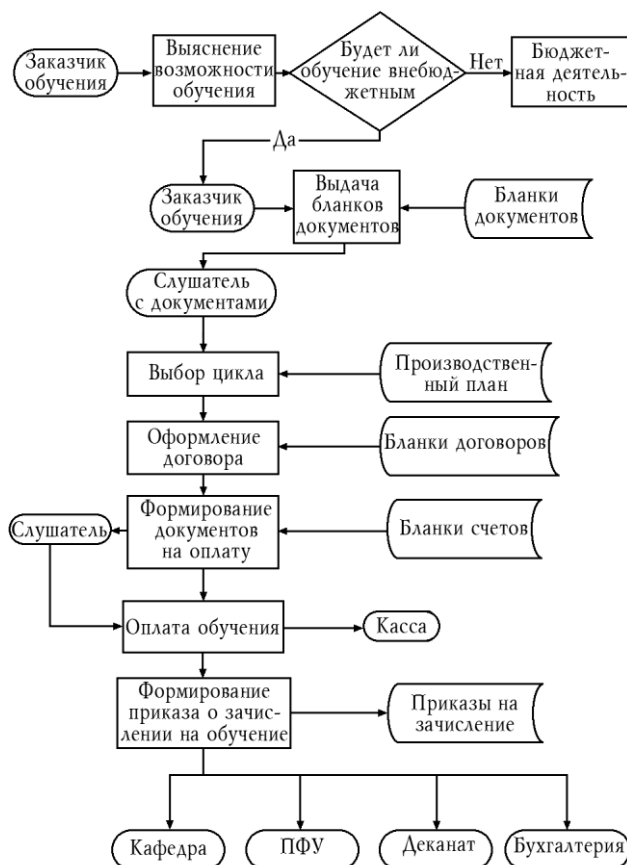 Заказчик
обучения
Выяснение
возможности
обучения
Будет ли
обучение внебюд-
жетным
Нет
Бюджет-
ная деятель-
ность
Да
Заказчик
обучения
Выдача
бланков
документов
Бланки
документов
Слушатель
с документами
Выбор цикла
Производствен-
ный план
Оформление
договора
Бланки договоров
Слушатель
Формирование
документов
на оплату
Бланки счетов
Оплата обучения
Касса
Формирование
приказа о зачис-
лении на обучение
Приказы на
зачисление
Кафедра
ПФУ
Деканат
Бухгалтерия